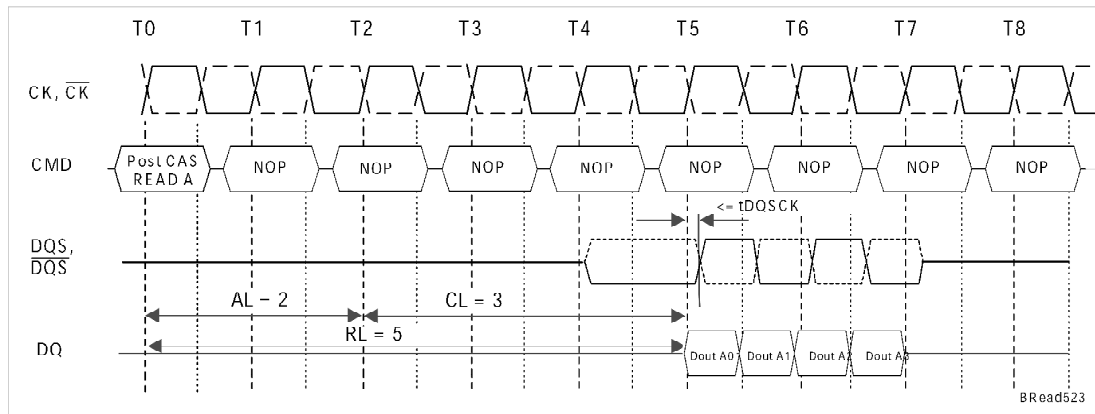 T0 T1 T2 T3 T4 T5 T6 T7 T8
CK, CK
CMD
Post CAS
READ A
NOP NOP NOP NOP NOP NOP NOP NOP
<= tDQSCK
DQS,
DQS
AL – 2
CL = 3
RL = 5
DQ
Dout A0 Dout A1 Dout A Dout A3
BRead523